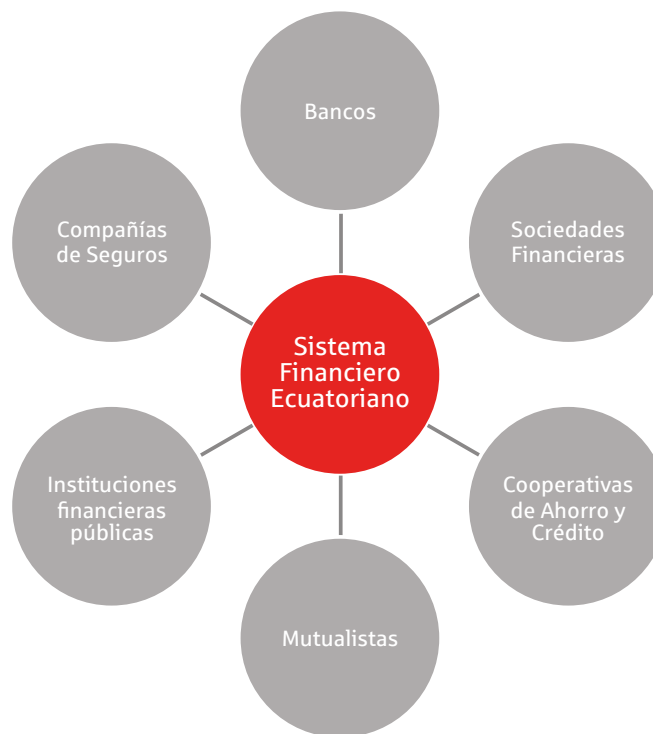 Bancos
Compañías
de Seguros
Sociedades
Financieras
Sistema
Financiero
Ecuatoriano
Instituciones
financieras
públicas
Cooperativas
de Ahorro y
Crédito
Mutualistas